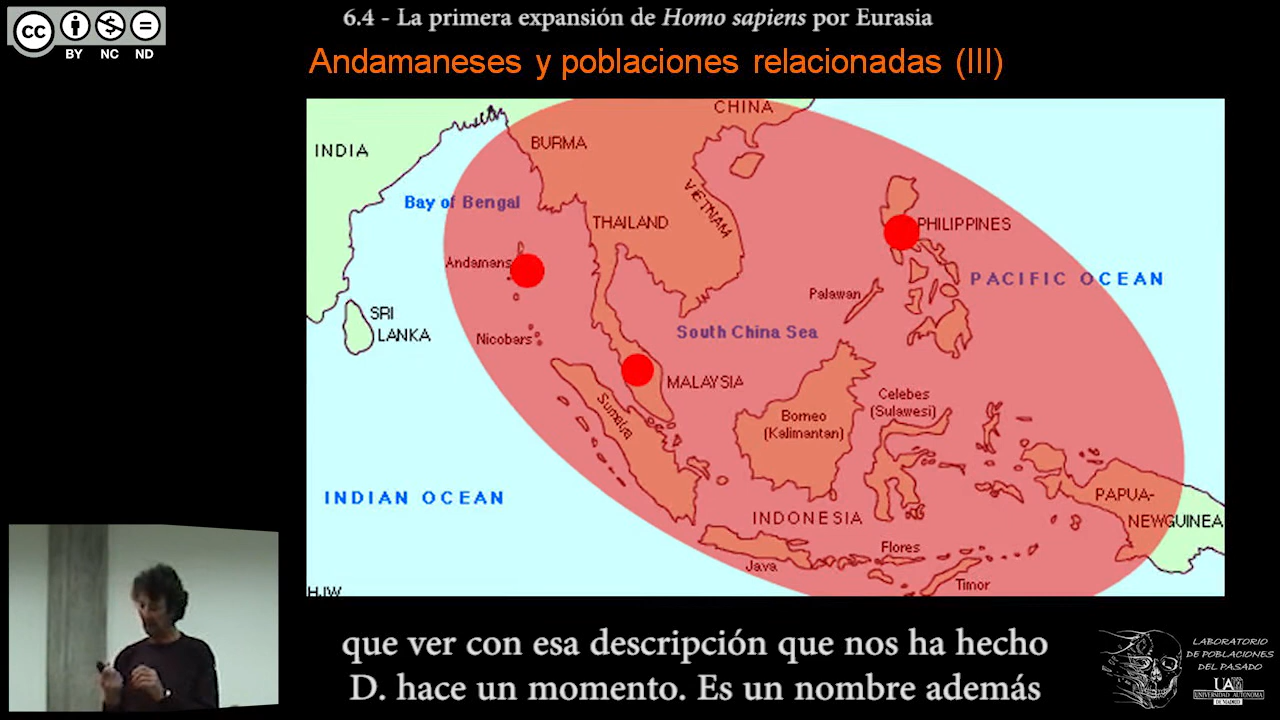 cc
BY NC ND
6.4 - La primera expansión de Homo sapiens por Eurasia
Andamaneses y poblaciones relacionadas (III)
CHINA
INDIA
BURMA
Bay of Bengal
VIETNAM
THAILAND
PHILIPPINES
Andamans
PACIFIC OCEAN
Palawan
SRI
LANKA
Nicobars
South China Sea
MALAYSIA
Celebes
(Sulawesi)
Sumatra
Borneo
(Kalimantan)
INDIAN OCEAN
PAPUA-
NEWGUINEA
INDONESIA
Flores
Java
Timor
HJW
que ver con esa descripción que nos ha hecho
D. hace un momento. Es un nombre además
LABORATORIO
DE POBLACIONES
DEL PASADO
UA
UNIVERSIDAD AUTONOMA
DE MADRID